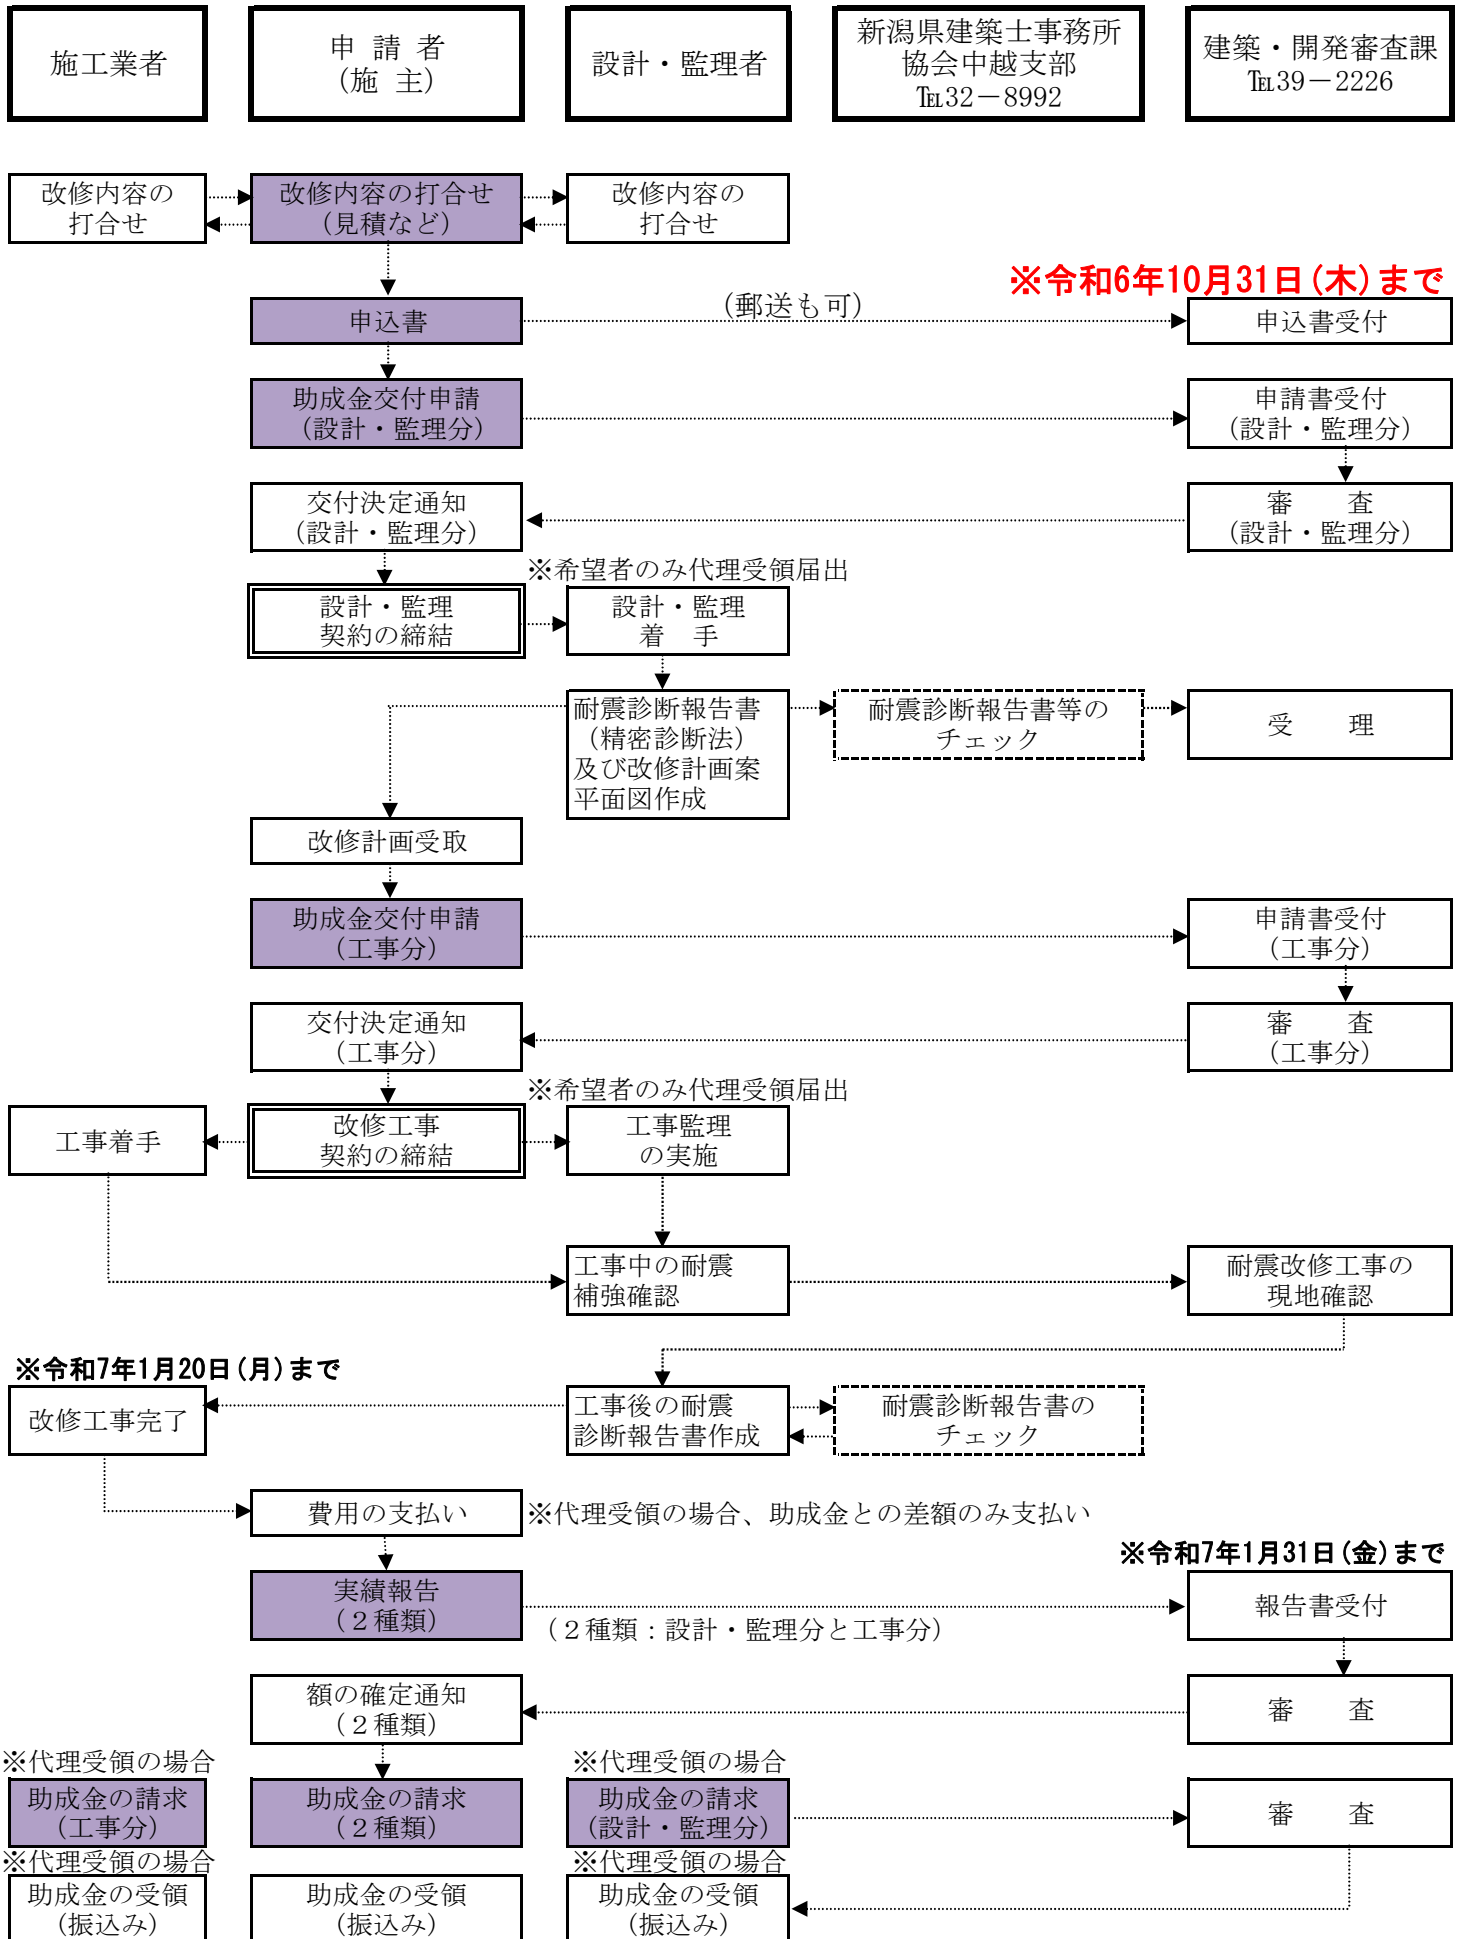 施工業者
申 請 者
(施 主)
設計・監理者
新潟県建築士事務所
協会中越支部
℡32－8992
建築・開発審査課
℡39－2226
改修内容の
打合せ
改修内容の打合せ
(見積など)
改修内容の
打合せ
※令和6年10月31日(木)まで
(郵送も可)
申込書
申込書受付
助成金交付申請
(設計・監理分)
申請書受付
(設計・監理分)
交付決定通知
(設計・監理分)
審　　査
(設計・監理分)
※希望者のみ代理受領届出
設計・監理
契約の締結
設計・監理
着　手
耐震診断報告書
(精密診断法)
及び改修計画案
平面図作成
耐震診断報告書等の
チェック
受　　理
改修計画受取
助成金交付申請
(工事分)
申請書受付
(工事分)
交付決定通知
(工事分)
審　　査
(工事分)
※希望者のみ代理受領届出
工事着手
改修工事
契約の締結
工事監理
の実施
工事中の耐震
補強確認
耐震改修工事の
現地確認
※令和7年1月20日(月)まで
改修工事完了
工事後の耐震
診断報告書作成
耐震診断報告書の
チェック
費用の支払い
※代理受領の場合、助成金との差額のみ支払い
※令和7年1月31日(金)まで
実績報告
(２種類)
(２種類：設計・監理分と工事分)
報告書受付
額の確定通知
(２種類)
審　　査
※代理受領の場合
※代理受領の場合
助成金の請求
(工事分)
助成金の請求
(２種類)
助成金の請求
(設計・監理分)
審　　査
※代理受領の場合
※代理受領の場合
助成金の受領
(振込み)
助成金の受領
(振込み)
助成金の受領
(振込み)